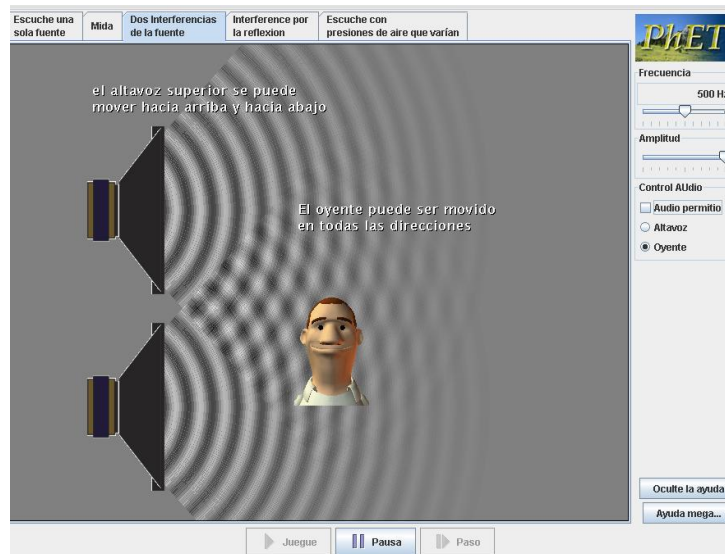 Escuche una
sola fuente
Mida
Dos Interferencias
de la fuente
Interference por
la reflexion
Escuche con
presiones de aire que varían
PhET
el altavoz superior se puede
mover hacia arriba y hacia abajo
El oyente puede ser movido
en todas las direcciones
Frecuencia
500 Hz
Amplitud
Control AUdio
Audio permitio
Altavoz
Oyente
Oculte la ayuda
Ayuda mega...
Juegue
Pausa
Paso